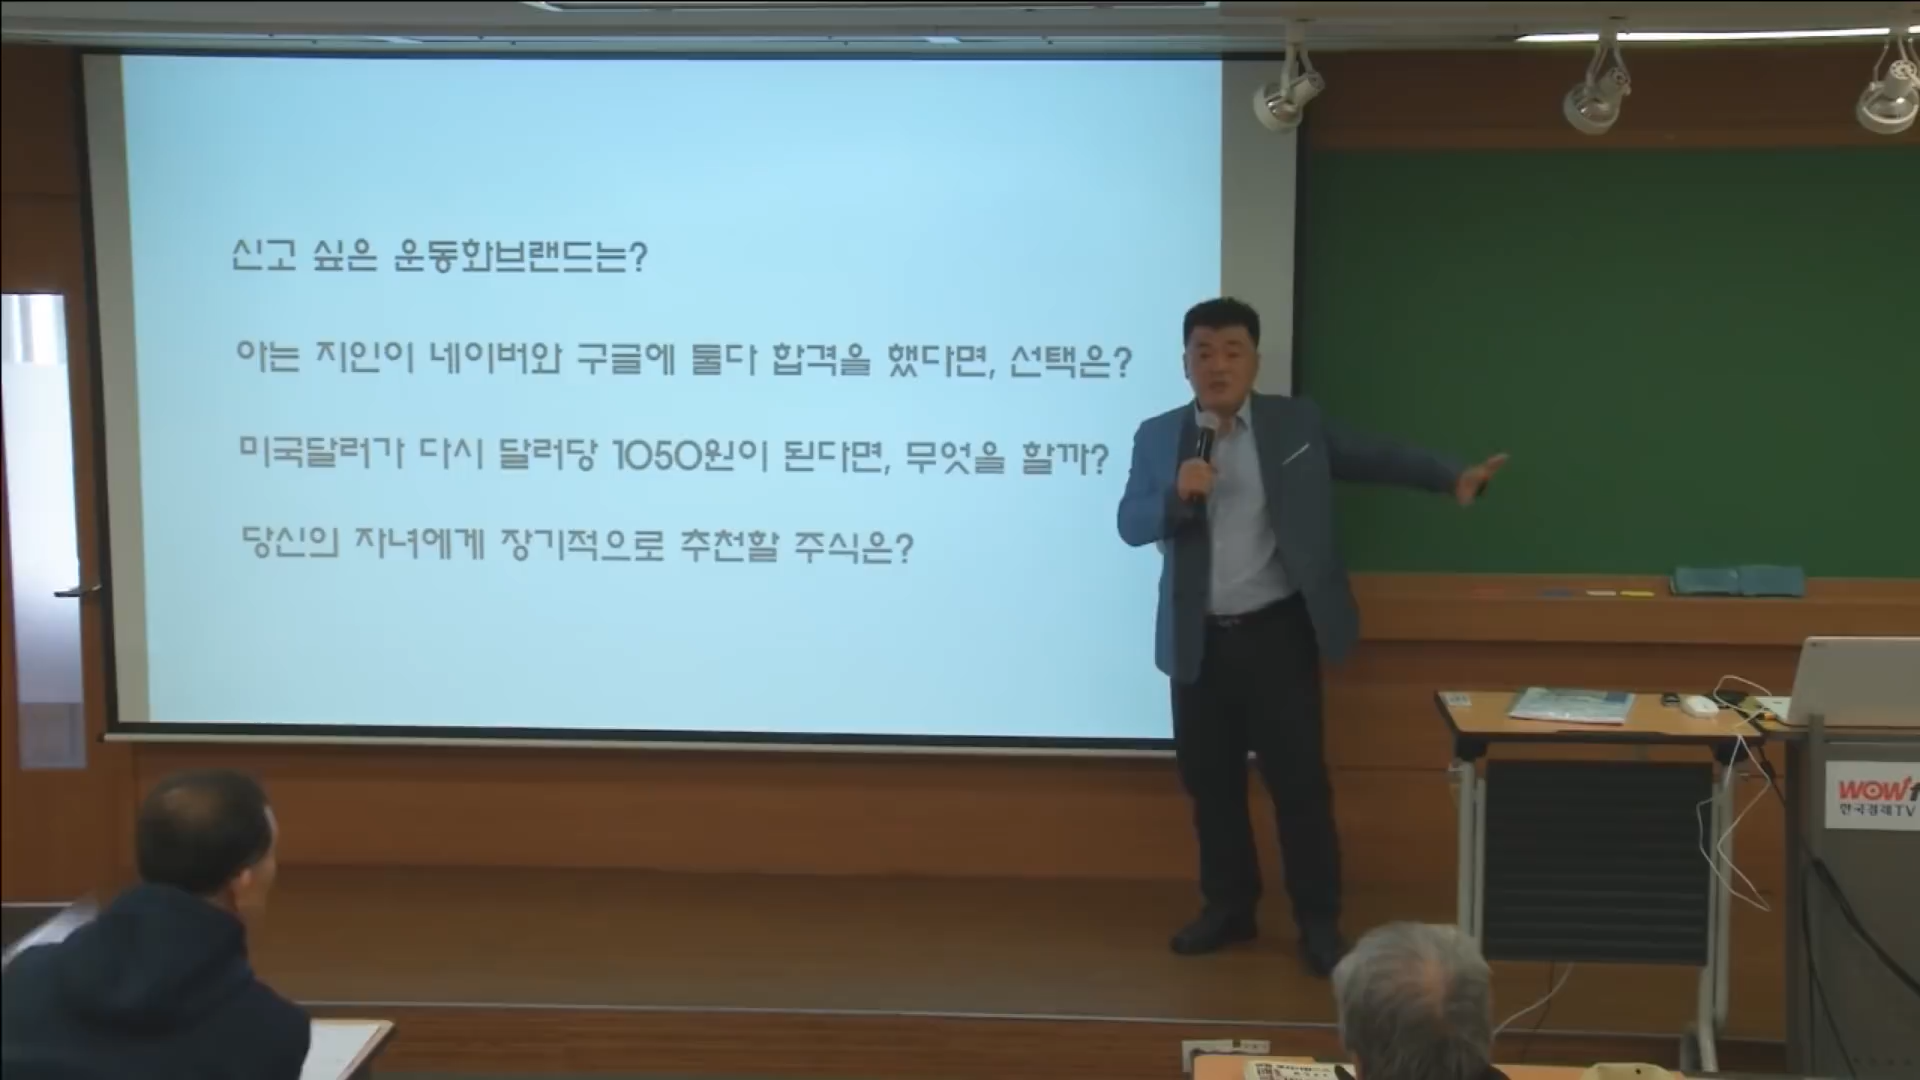 신고 싶은 운동화브랜드는?
아는 지인이 네이버와 구글에 둘다 합격을 했다면, 선택은?
미국달러가 다시 달러당 1050원이 된다면, 무엇을 할까?
당신의 자녀에게 장기적으로 추천할 주식은?
WOW
한국경제TV